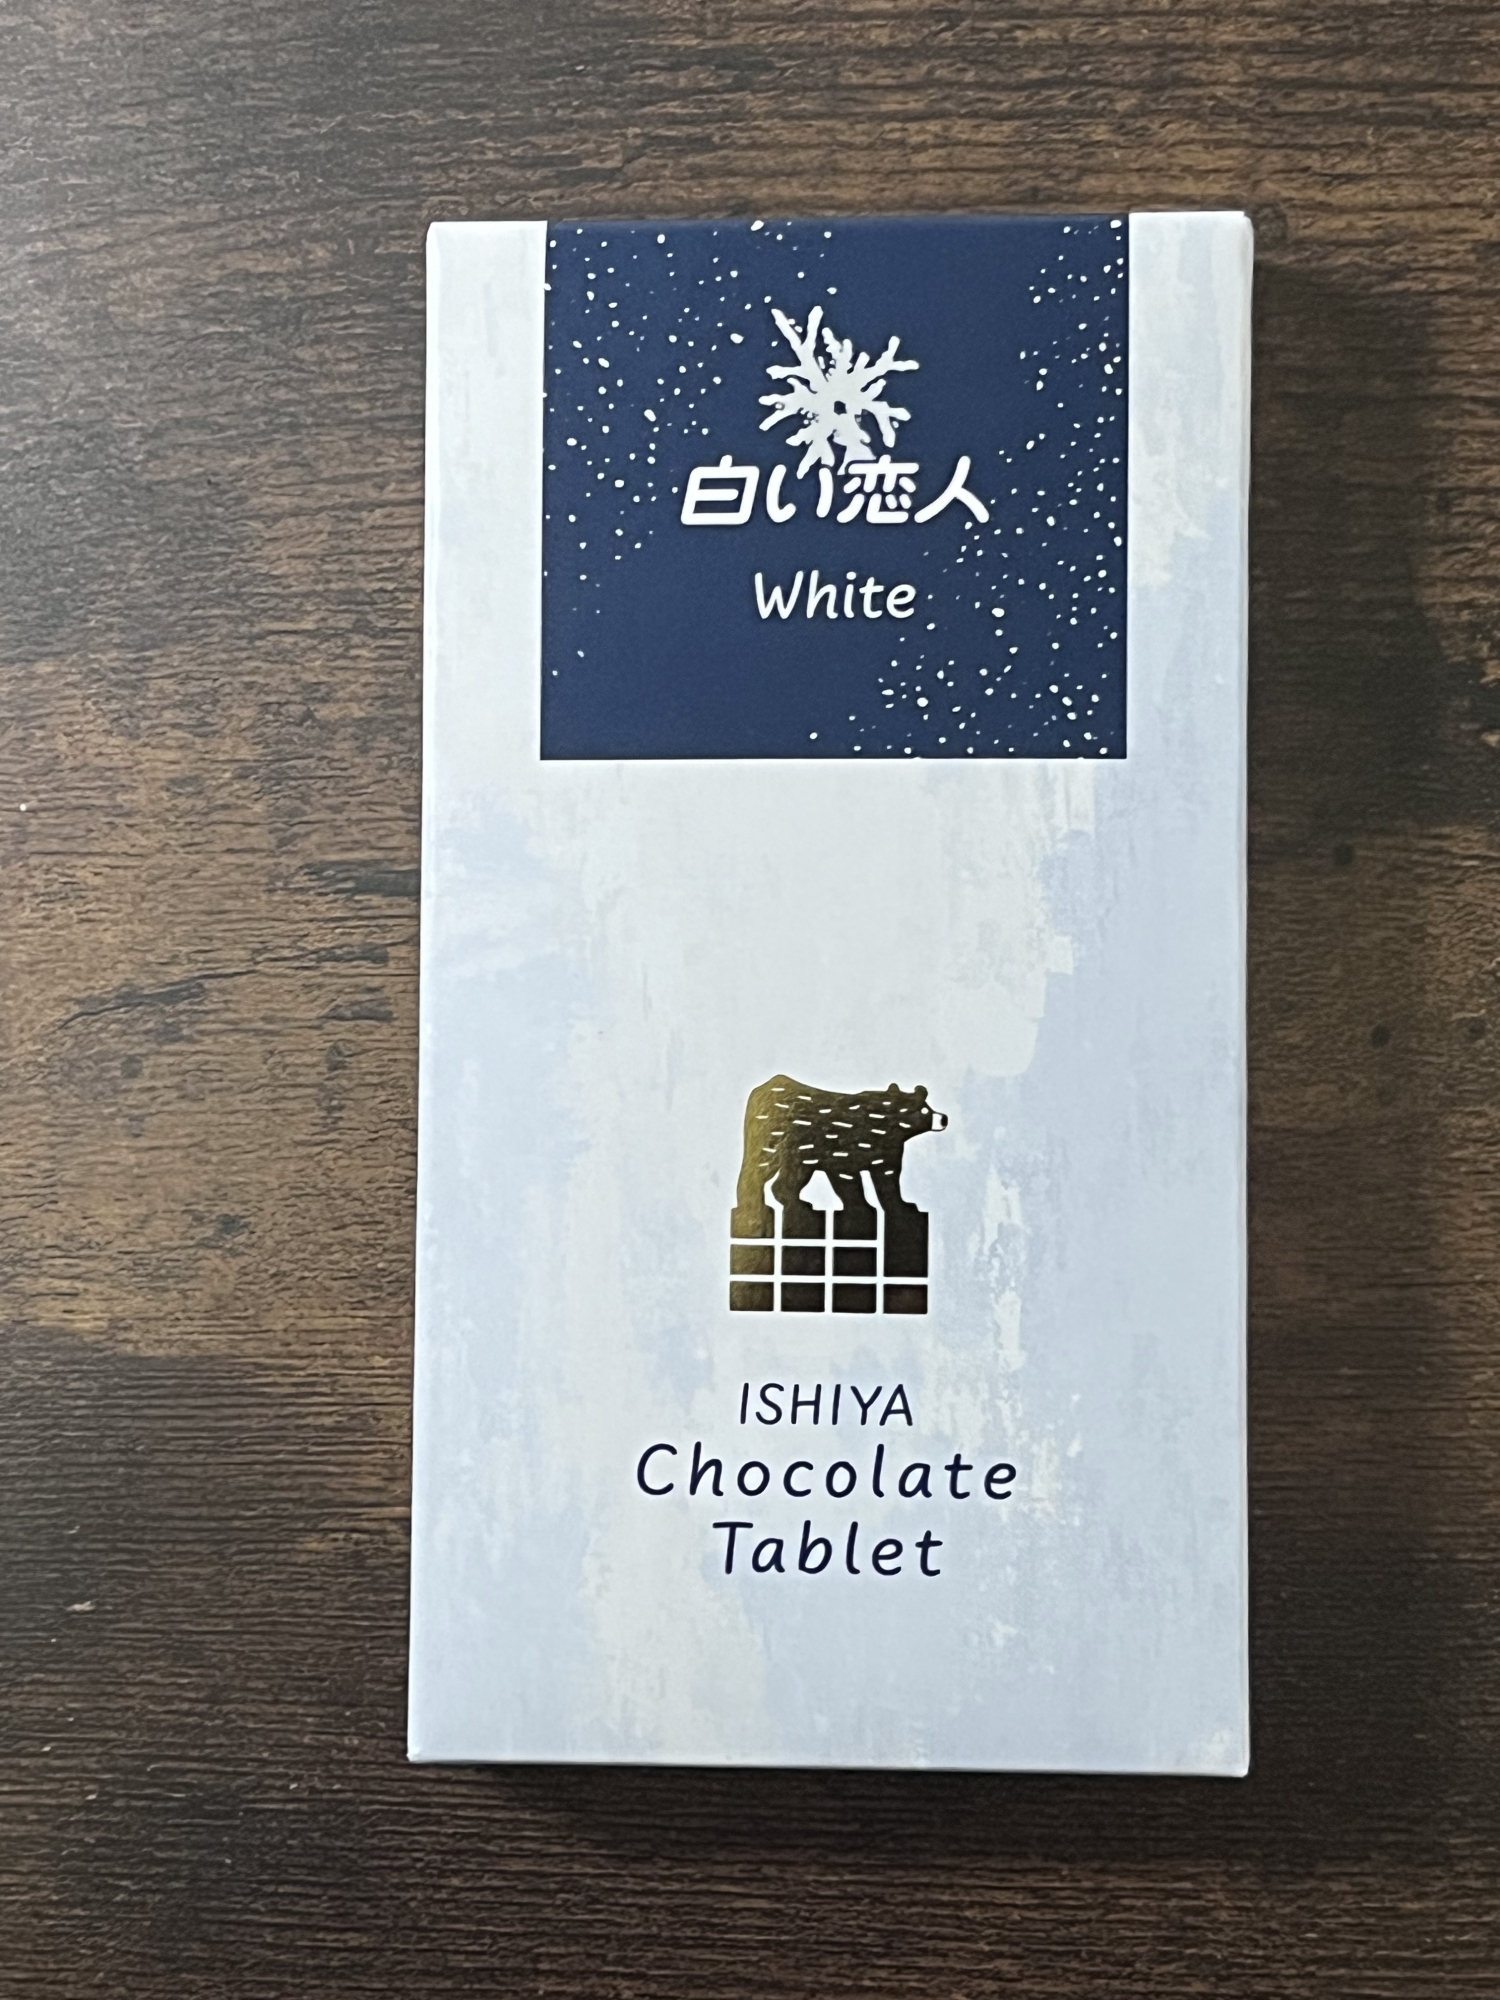 白い恋人
White
ISHIYA
Chocolate
Tablet